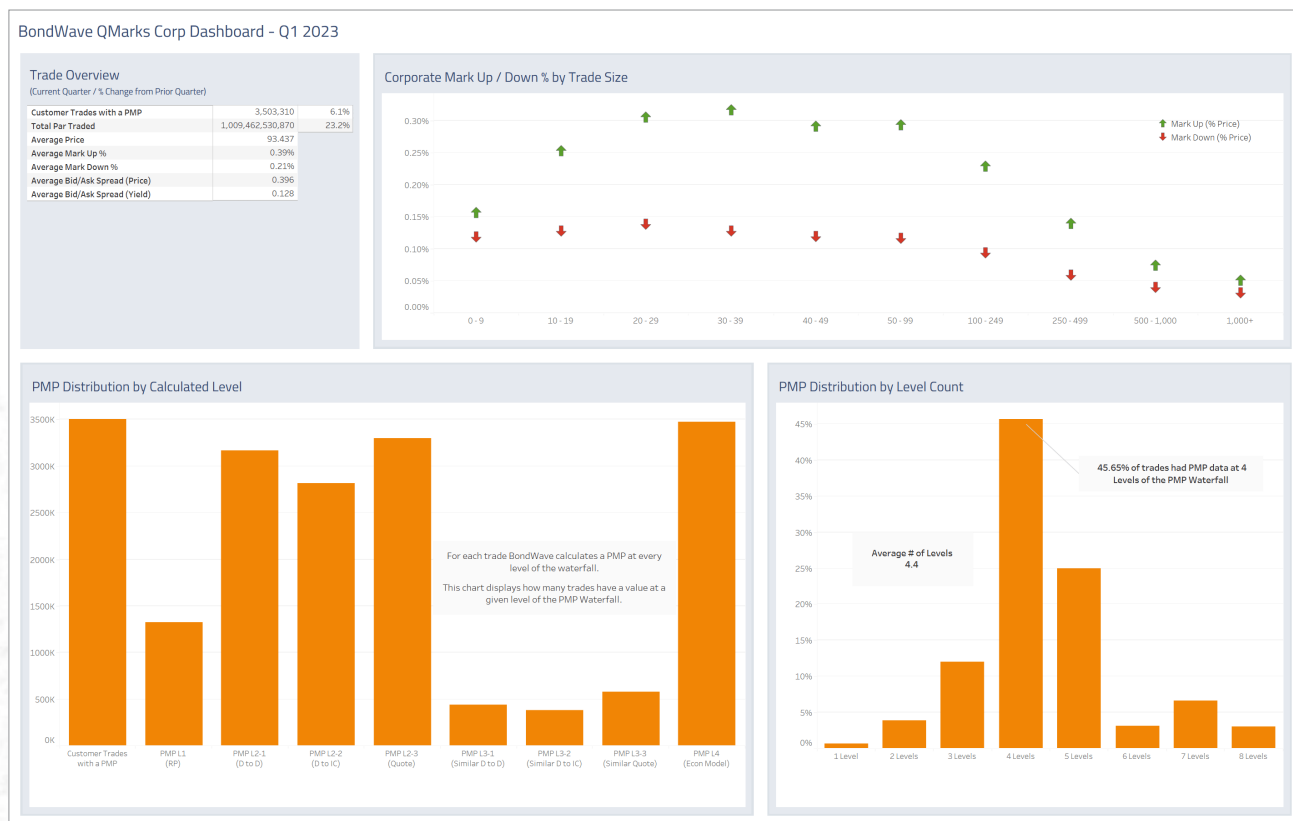 BondWave QMarks Corp Dashboard - Q1 2023
Trade Overview
(Current Quarter / % Change from Prior Quarter)
Customer Trades with a PMP 3,503,310 6.1%
Total Par Traded 1,009,462,530,870 23.2%
Average Price 93.437
Average Mark Up % 0.39%
Average Mark Down % 0.21%
Average Bid/Ask Spread (Price) 0.396
Average Bid/Ask Spread (Yield) 0.128
Corporate Mark Up / Down % by Trade Size
0.30%
0.25%
0.20%
0.15%
0.10%
0.05%
0.00%
Mark Up (% Price)
Mark Down (% Price)
0 - 9 10 - 19 20 - 29 30 - 39 40 - 49 50 - 99 100 - 249 250 - 499 500 - 1,000 1,000+
PMP Distribution by Calculated Level
3500K
3000K
2500K
2000K
1500K
1000K
500K
0K
For each trade BondWave calculates a PMP at every
level of the waterfall.
This chart displays how many trades have a value at a
given level of the PMP Waterfall.
Customer Trades PMP L1 PMP L2-1 PMP L2-2 PMP L2-3 PMP L3-1 PMP L3-2 PMP L3-3 PMP L4
with a PMP (RP) (D to D) (D to IC) (Quote) (Similar D to D) (Similar D to IC) (Similar Quote) (Econ Model)
PMP Distribution by Level Count
45%
40%
35%
30%
25%
20%
15%
10%
5%
0%
45.65% of trades had PMP data at 4
Levels of the PMP Waterfall
Average # of Levels
4.4
1 Level 2 Levels 3 Levels 4 Levels 5 Levels 6 Levels 7 Levels 8 Levels